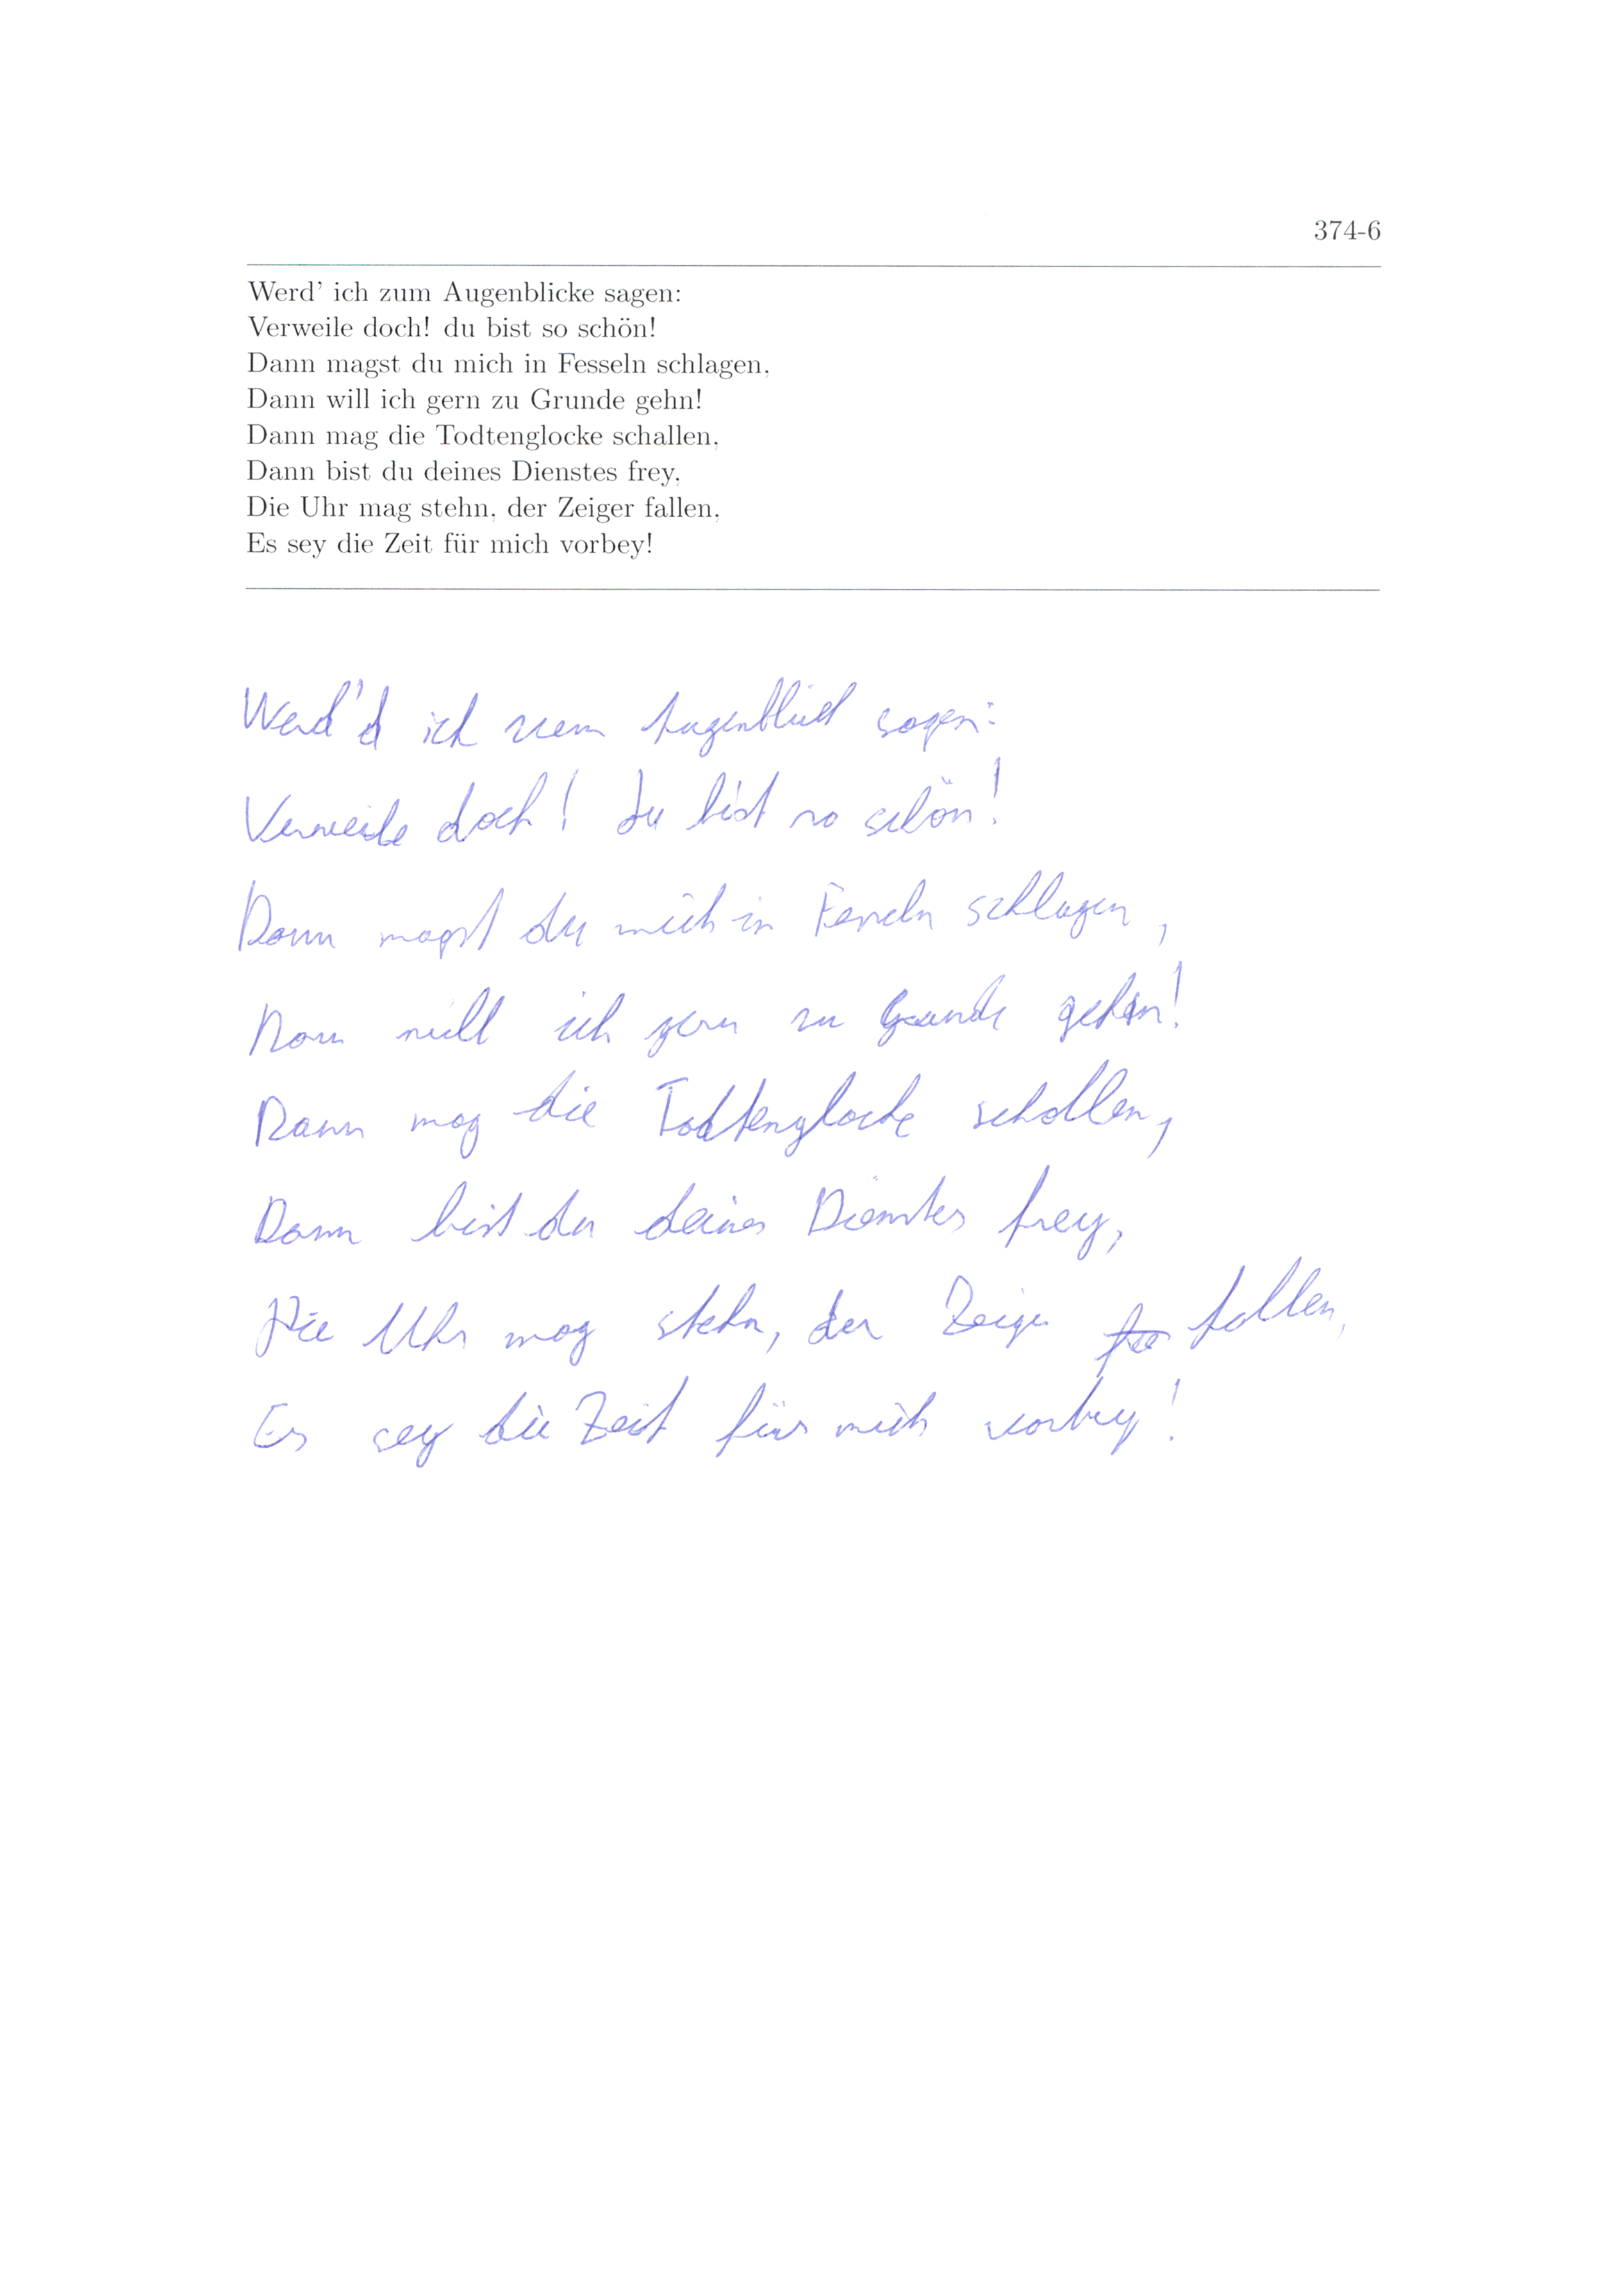 374-6
Werd' ich zum Augenblicke sagen:
Verweile doch! du bist so schön!
Dann magst du mich in Fesseln schlagen,
Dann will ich gern zu Grunde gehn!
Dann mag die Todtenglocke schallen,
Dann bist du deines Dienstes frey,
Die Uhr mag stehn, der Zeiger fallen,
Es sey die Zeit für mich vorbey!
Werd'd ich zum Augenblick sagen:
Verweile doch! du bist so schön!
Dann magst du mich in Fesseln schlagen,
Dann will ich gern zu Grunde gehn!
Dann mag die Todtenglocke schallen,
Dann bist du deines Dienstes frey,
Die Uhr mag stehn, der Zeiger fallen,
Es sey die Zeit für mich vorbey!